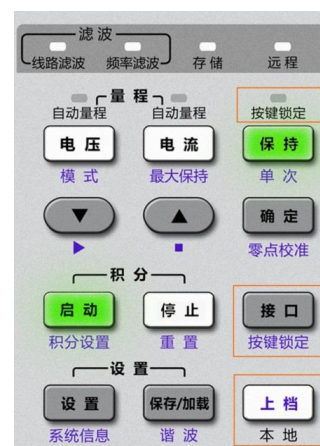 滤波
线路滤波 频率滤波 存储 远程
量程
自动量程 自动量程 按键锁定
电压 电流 保持
模式 最大保持 单次
确定
零点校准
积分
启动 停止 接口
积分设置 重置 按键锁定
设置
设置 保存/加载 上档
系统信息 谐波 本地